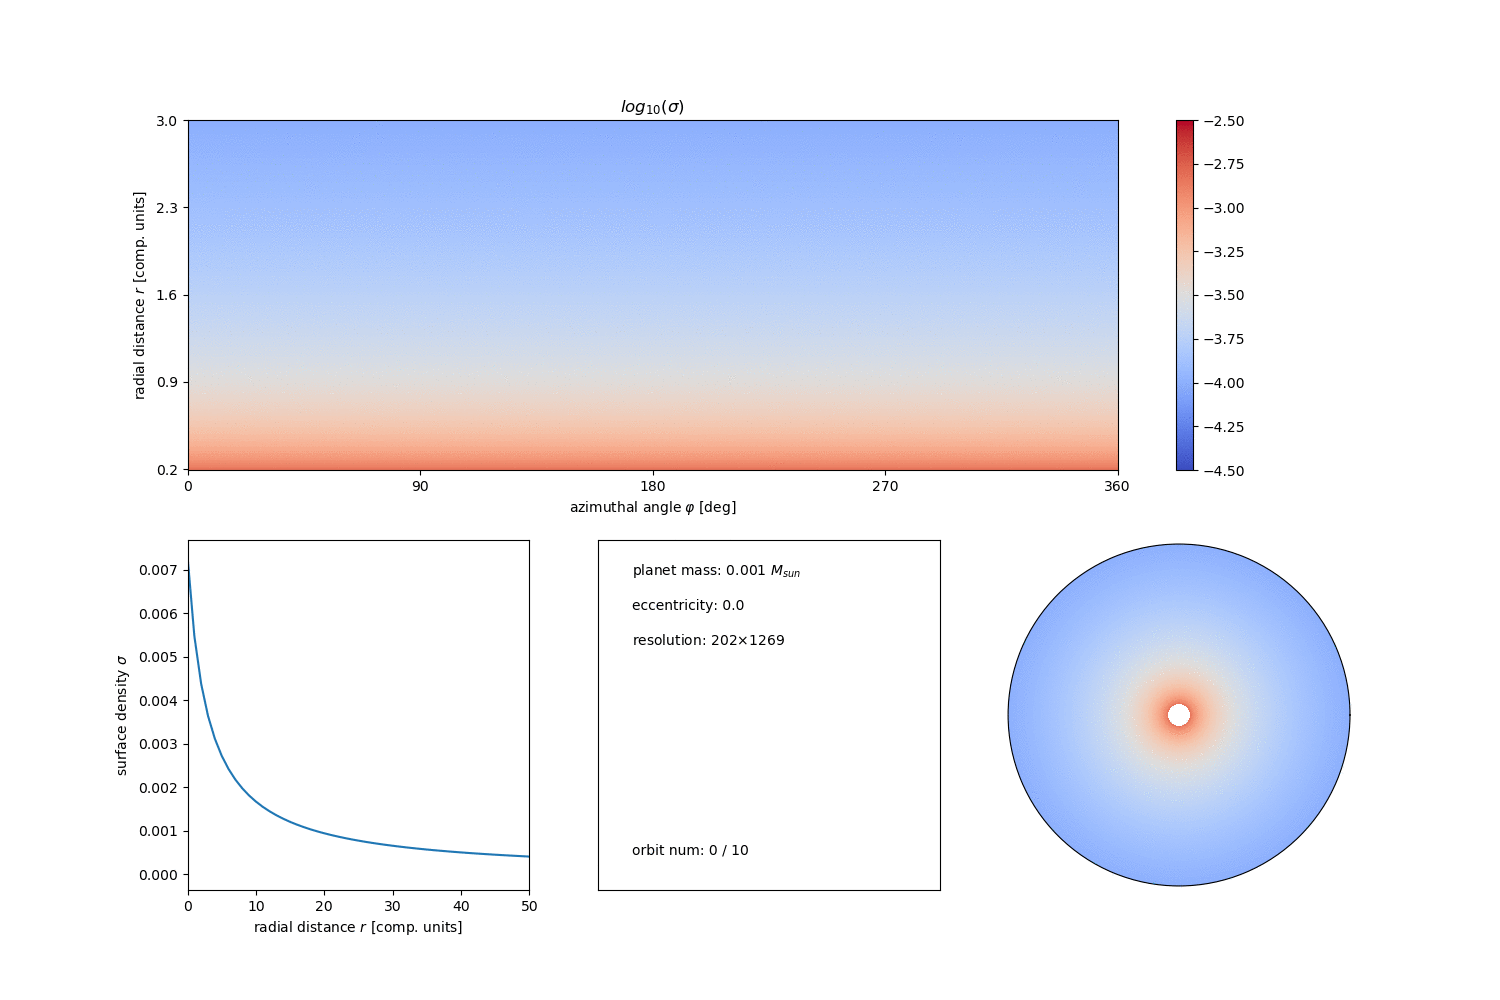 log10(σ)
3.0
2.3
1.6
0.9
0.2
radial distance r [comp. units]
0 90 180 270 360
azimuthal angle φ [deg]
−2.50
−2.75
−3.00
−3.25
−3.50
−3.75
−4.00
−4.25
−4.50
0.007
0.006
0.005
0.004
0.003
0.002
0.001
0.000
surface density σ
0 10 20 30 40 50
radial distance r [comp. units]
planet mass: 0.001 Msun
eccentricity: 0.0
resolution: 202×1269
orbit num: 0 / 10